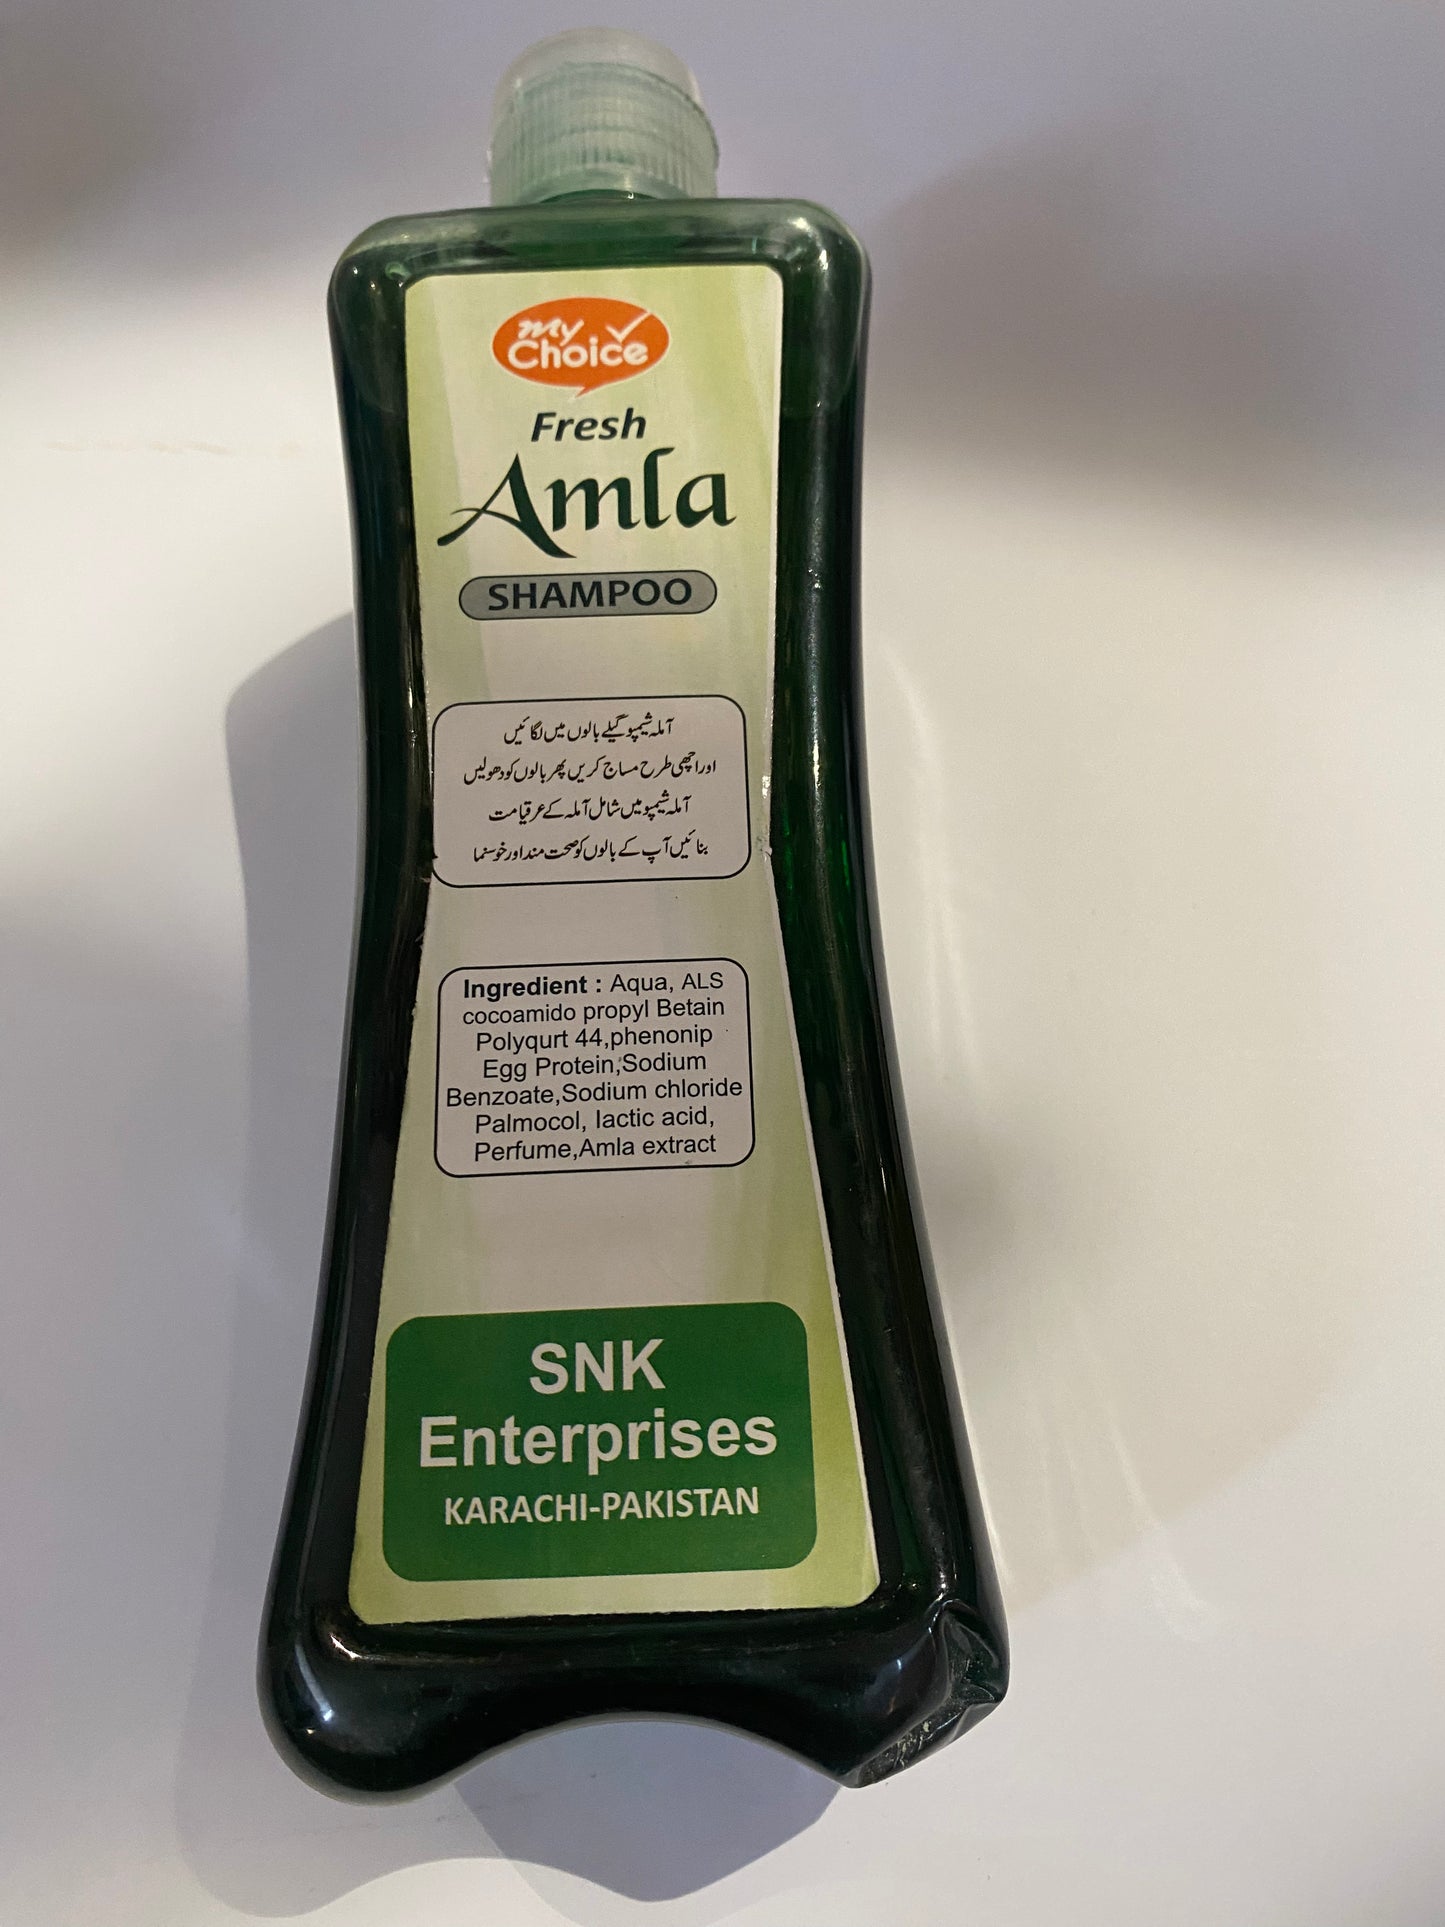 my
Choice
Fresh
Amla
SHAMPOO
آملہ شیمپو گیلے بالوں میں لگائیں
اور اچھی طرح مساج کریں پھر بالوں کو دھولیں
آملہ شیمپو میں شامل آملہ کے عرقیامت
بنائیں آپ کے بالوں کو صحت مند اور خوسنما
Ingredient : Aqua, ALS
cocoamido propyl Betain
Polyqurt 44,phenonip
Egg Protein,Sodium
Benzoate,Sodium chloride
Palmocol, lactic acid,
Perfume,Amla extract
SNK
Enterprises
KARACHI-PAKISTAN